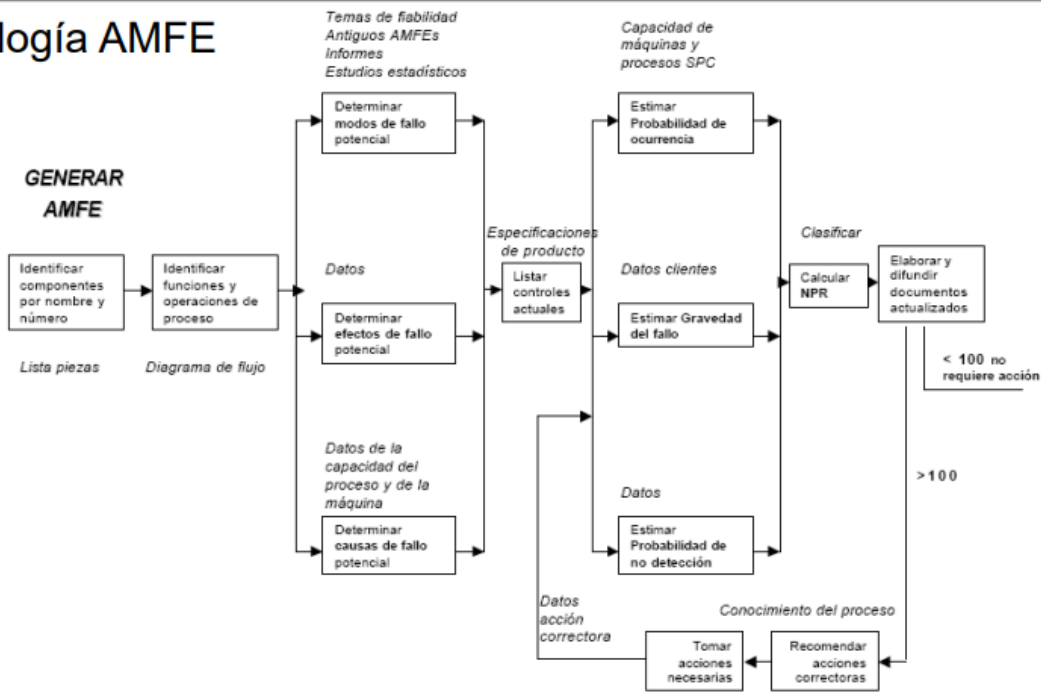 logía AMFE
Temas de fiabilidad
Antiguos AMFEs
Informes
Estudios estadísticos
Capacidad de
máquinas y
procesos SPC
Determinar
modos de fallo
potencial
Estimar
Probabilidad de
ocurrencia
GENERAR
AMFE
Identificar
componentes
por nombre y
número
Lista piezas
Identificar
funciones y
operaciones de
proceso
Diagrama de flujo
Datos
Determinar
efectos de fallo
potencial
Especificaciones
de producto
Listar
controles
actuales
Datos clientes
Estimar Gravedad
del fallo
Clasificar
Calcular
NPR
Elaborar y
difundir
documentos
actualizados
< 100 no
requiere acción
>100
Datos de la
capacidad del
proceso y de la
máquina
Determinar
causas de fallo
potencial
Datos
Estimar
Probabilidad de
no detección
Datos
acción
correctora
Conocimiento del proceso
Tomar
acciones
necesarias
Recomendar
acciones
correctoras